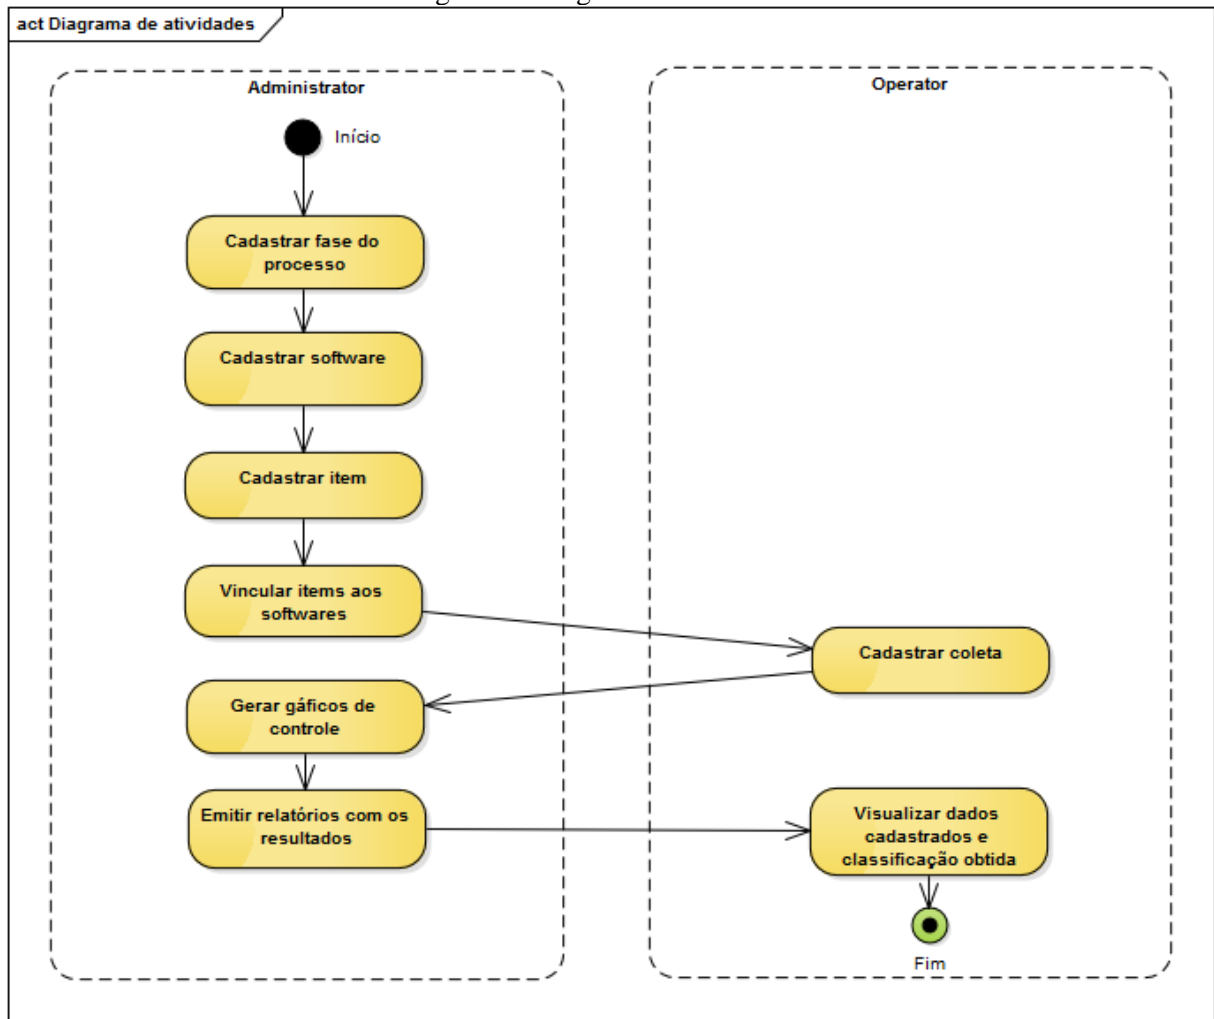 act Diagrama de atividades
Administrator
Operator
Início
Cadastrar fase do
processo
Cadastrar software
Cadastrar item
Vincular items aos
softwares
Cadastrar coleta
Gerar gáficos de
controle
Emitir relatórios com os
resultados
Visualizar dados
cadastrados e
classificação obtida
Fim